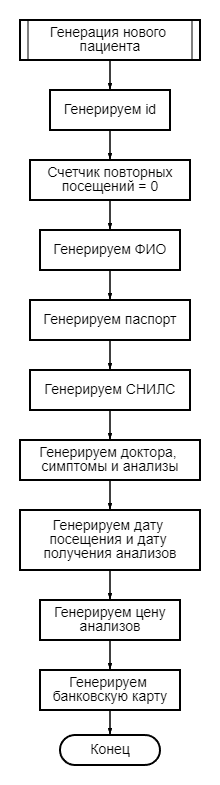 Генерация нового
пациента
Генерируем id
Счетчик повторных
посещений = 0
Генерируем ФИО
Генерируем паспорт
Генерируем СНИЛС
Генерируем доктора,
симптомы и анализы
Генерируем дату
посещения и дату
получения анализов
Генерируем цену
анализов
Генерируем
банковскую карту
Конец